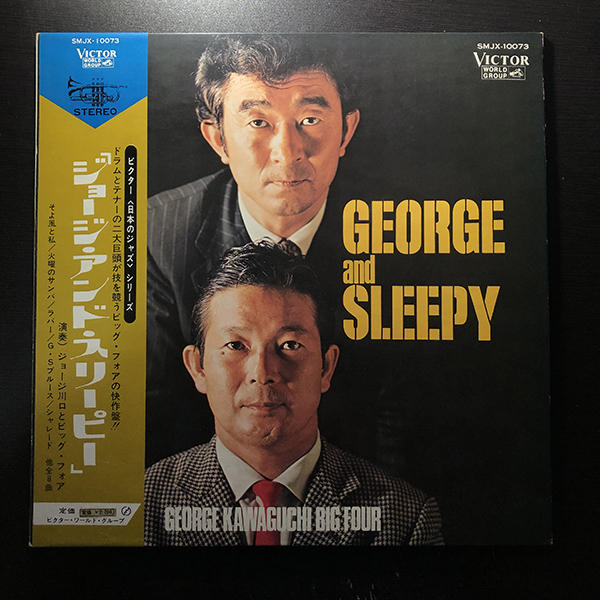 SMJX-10073
VICTOR
WORLD
GROUP
STEREO
ビクター〈日本のジャズ〉シリーズ
ドラムとテナーの二大巨頭が技を競うビッグ・フォアの快作盤!!
「ジョージ・アンド・スリーピー」
演奏〉ジョージ川口とビッグ・フォア
そよ風と私/火曜のサンバ/ラバー/G・Sブルース/シャレード 他全8曲
定価
ビクター・ワールド・グループ
SMJX-10073
VICTOR
WORLD
GROUP
GEORGE
and
SLEEPY
GEORGE KAWAGUCHI BIG FOUR